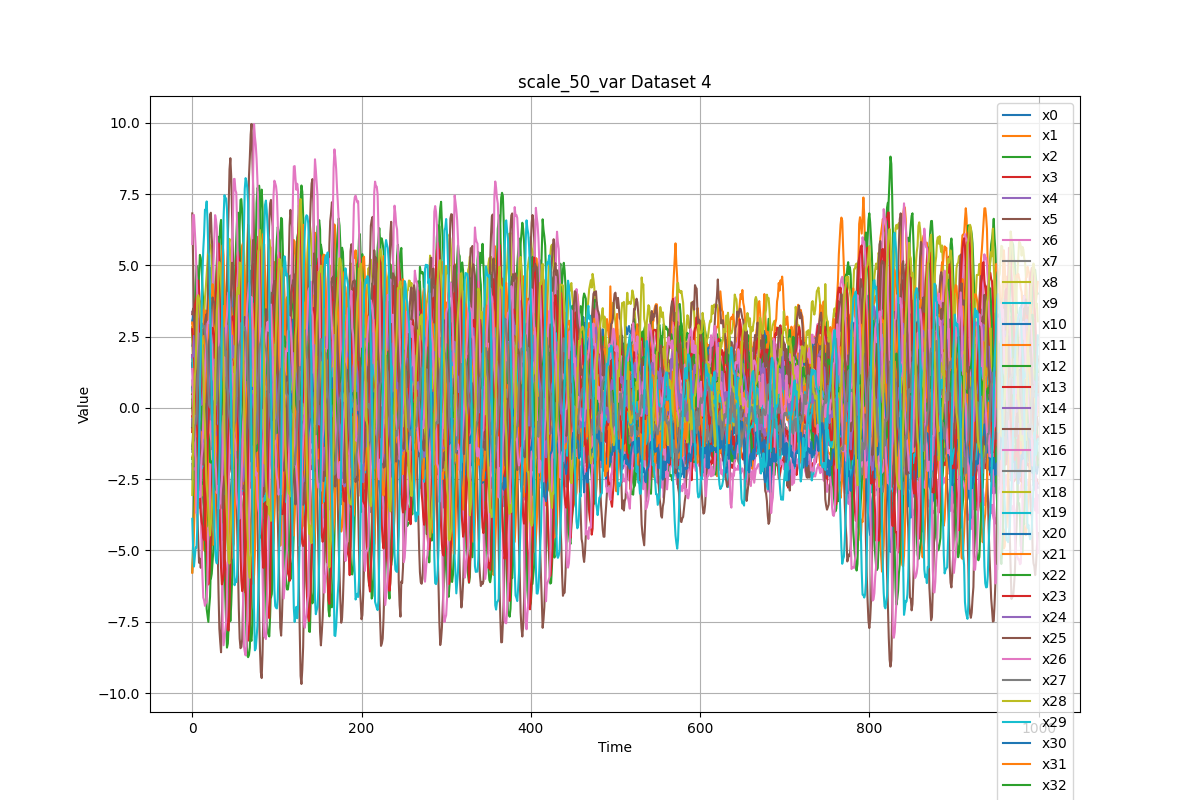 scale_50_var Dataset 4
10.0
7.5
5.0
2.5
0.0
−2.5
−5.0
−7.5
−10.0
Value
0
200
400
600
800
1000
Time
x0
x1
x2
x3
x4
x5
x6
x7
x8
x9
x10
x11
x12
x13
x14
x15
x16
x17
x18
x19
x20
x21
x22
x23
x24
x25
x26
x27
x28
x29
x30
x31
x32